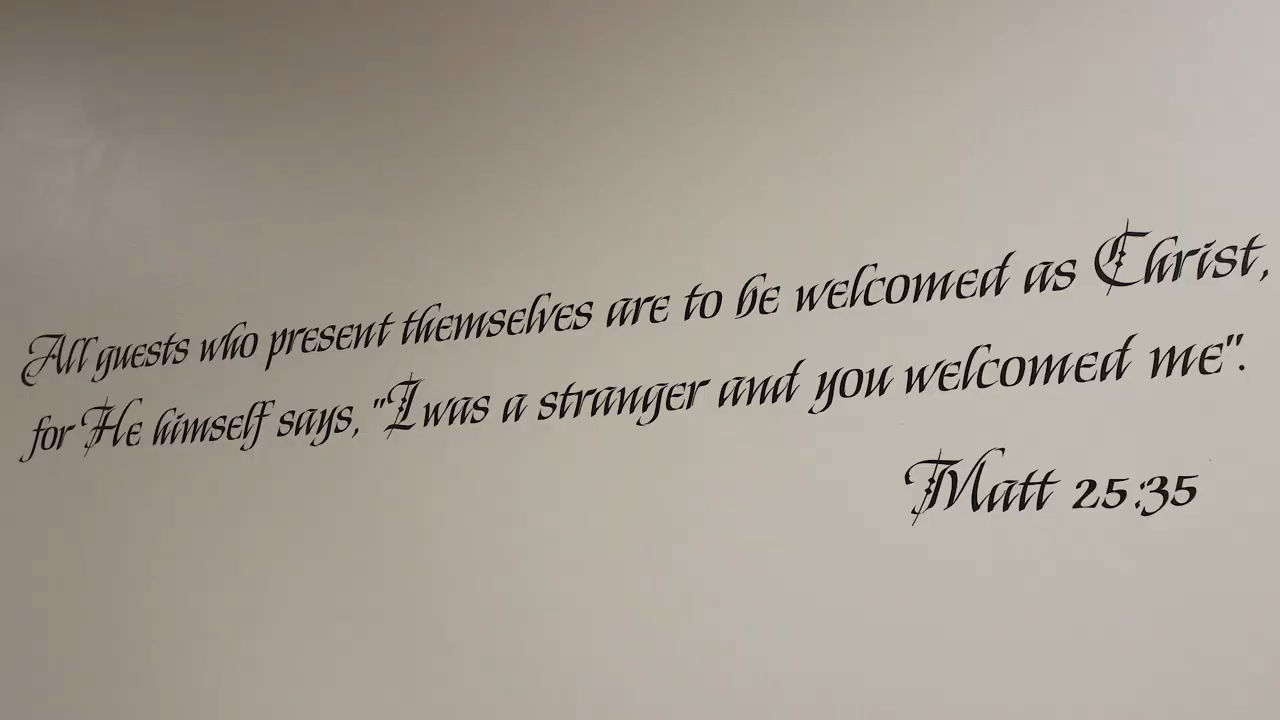 All guests who present themselves are to be welcomed as Christ,
for He himself says, "I was a stranger and you welcomed me".
Matt 25:35